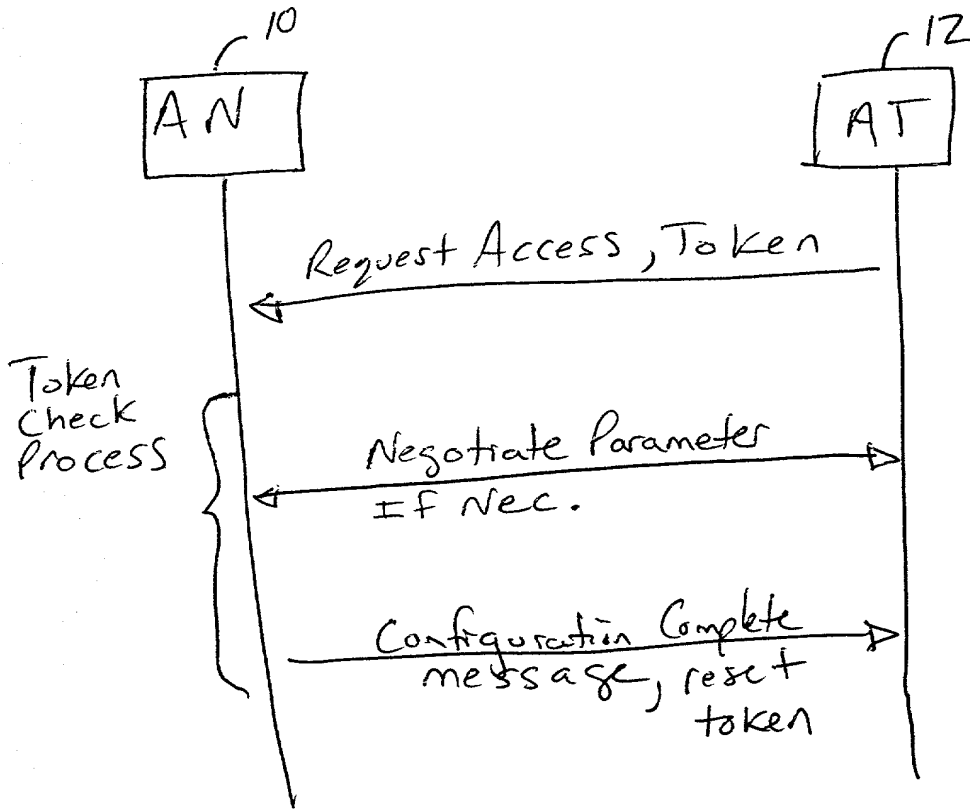 10
12
AN
AT
Request Access, Token
Token
Check
Process
Negotiate Parameter
If Nec.
Configuration Complete
message, reset
token